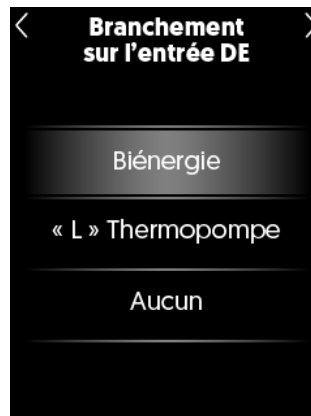 Branchement
sur l’entrée DE
Biénergie
« L » Thermopompe
Aucun